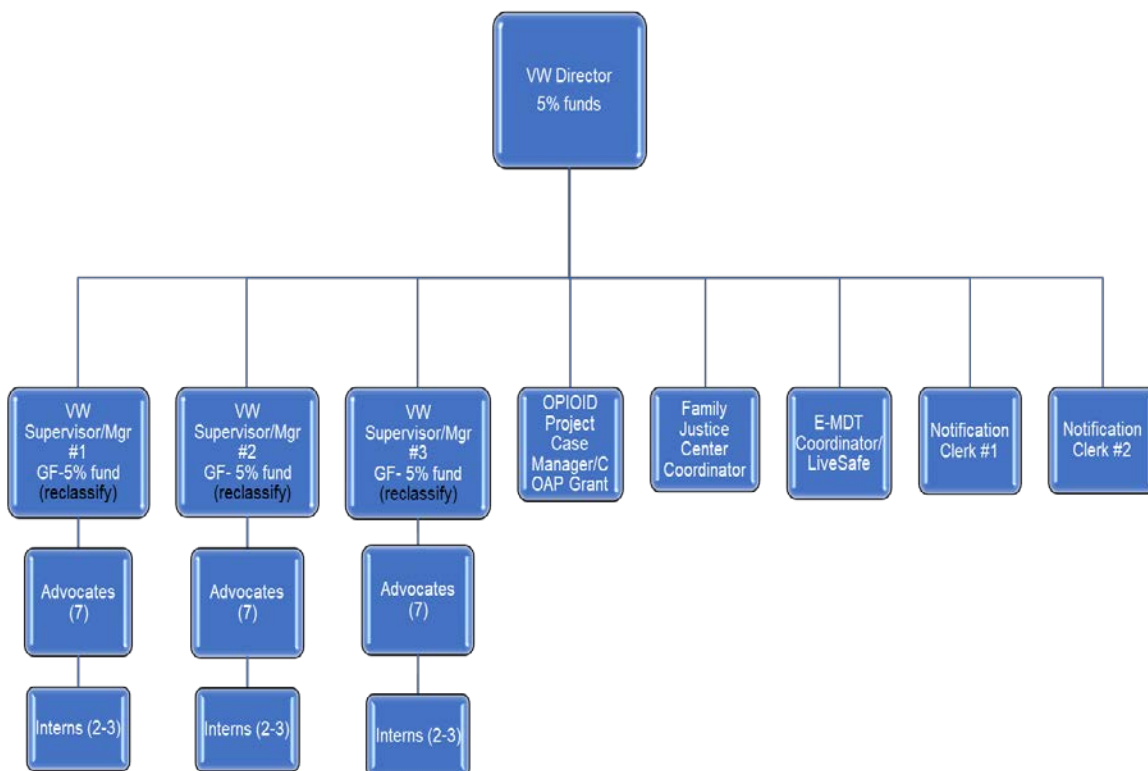 VW Director
5% funds
VW
Supervisor/Mgr
#1
GF-5% fund
(reclassify)
VW
Supervisor/Mgr
#2
GF- 5% fund
(reclassify)
VW
Supervisor/Mgr
#3
GF- 5% fund
(reclassify)
OPIOID
Project
Case
Manager/C
OAP Grant
Family
Justice
Center
Coordinator
E-MDT
Coordinator/
LiveSafe
Notification
Clerk #1
Notification
Clerk #2
Advocates
(7)
Advocates
(7)
Advocates
(7)
Interns (2-3)
Interns (2-3)
Interns (2-3)